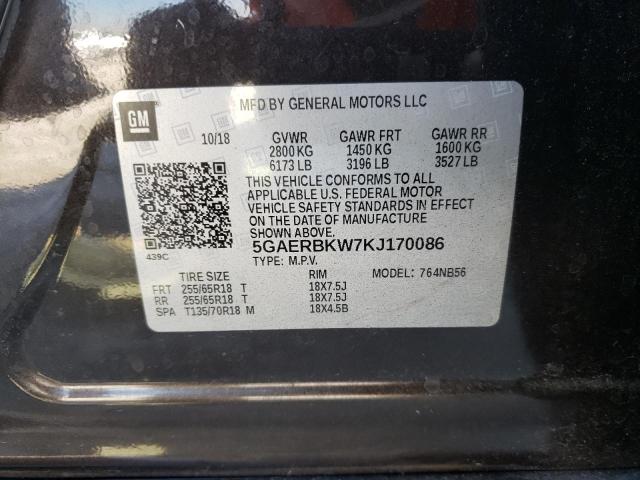 GM
MFD BY GENERAL MOTORS LLC
10/18 GVWR GAWR FRT GAWR RR
2800 KG 1450 KG 1600 KG
6173 LB 3196 LB 3527 LB
THIS VEHICLE CONFORMS TO ALL
APPLICABLE U.S. FEDERAL MOTOR
VEHICLE SAFETY STANDARDS IN EFFECT
ON THE DATE OF MANUFACTURE
SHOWN ABOVE.
439C
5GAERBKW7KJ170086
TYPE: M.P.V. MODEL: 764NB56
TIRE SIZE RIM
FRT 255/65R18 T 18X7.5J
RR 255/65R18 T 18X7.5J
SPA T135/70R18 M 18X4.5B